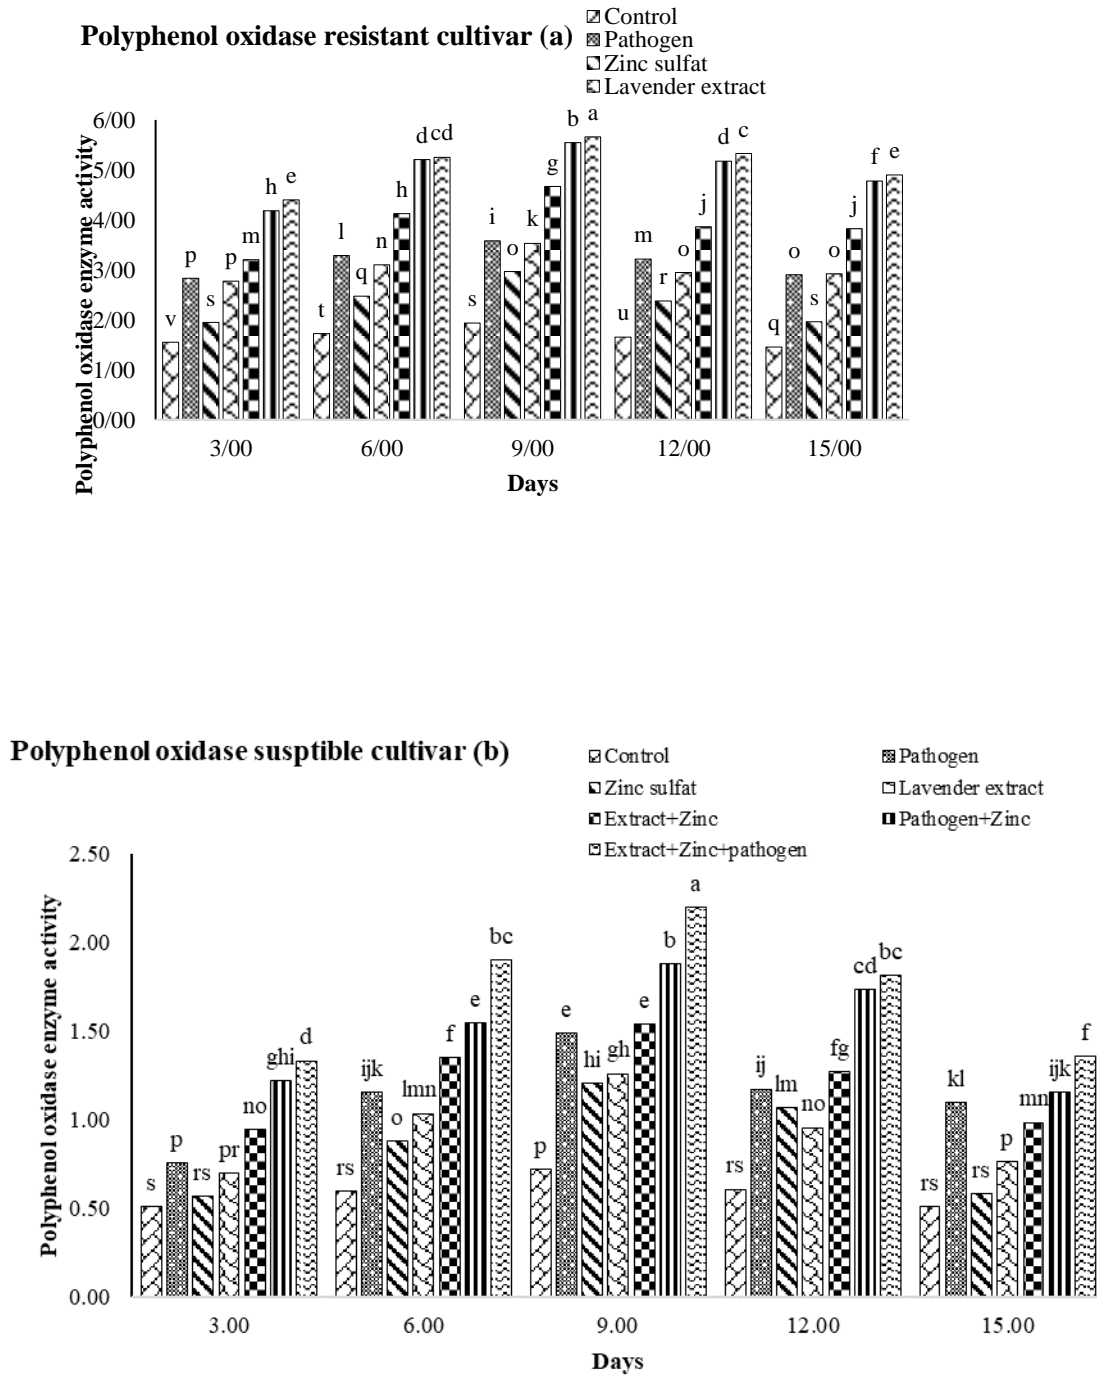 Polyphenol oxidase resistant cultivar (a)
Control
Pathogen
Zinc sulfat
Lavender extract
Polyphenol oxidase enzyme activity
6/00
5/00
4/00
3/00
2/00
1/00
0/00
v p s p m h e
t l q n h d cd
s i o k g b a
u m r o j d c
q o s o j f e
3/00 6/00 9/00 12/00 15/00
Days
Polyphenol oxidase susptible cultivar (b)
Control Pathogen
Zinc sulfat Lavender extract
Extract+Zinc Pathogen+Zinc
Extract+Zinc+pathogen
Polyphenol oxidase enzyme activity
2.50
2.00
1.50
1.00
0.50
0.00
s p rs pr no ghi d
rs ijk o lmn f e bc
p e hi gh e b a
rs ij lm no fg cd bc
rs kl rs p mn ijk f
3.00 6.00 9.00 12.00 15.00
Days